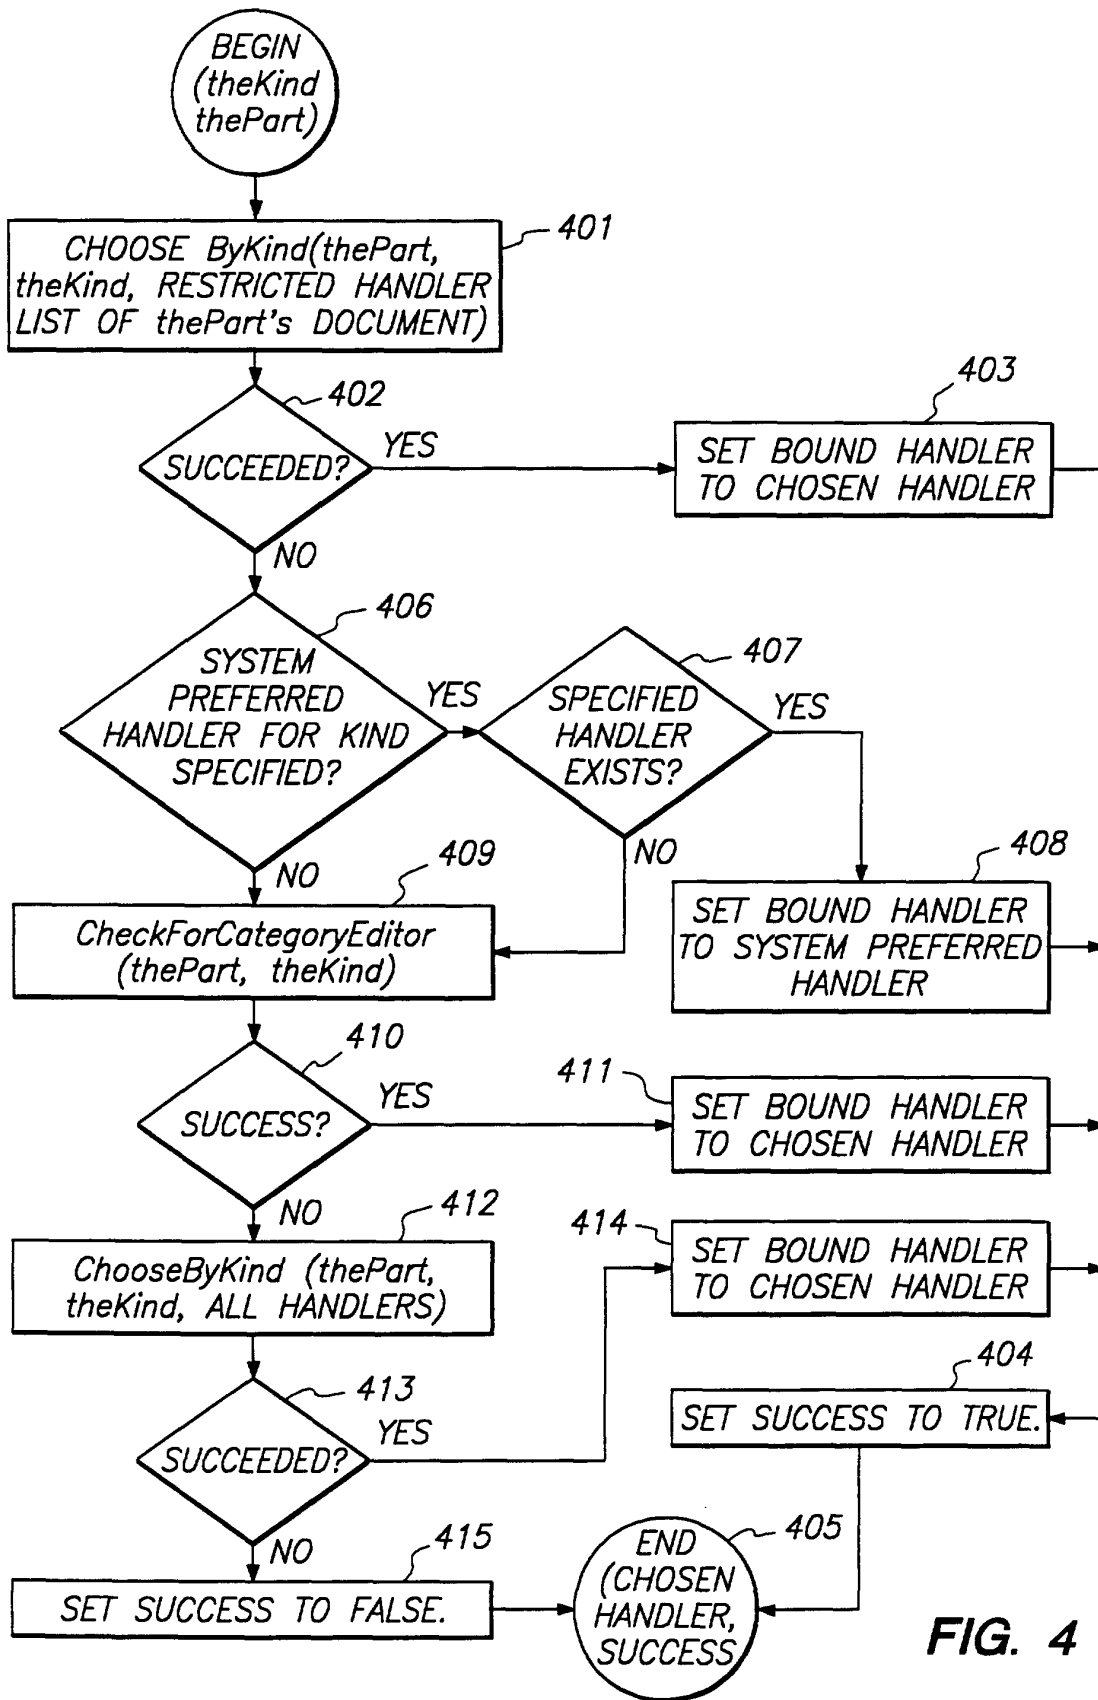 BEGIN
(theKind
thePart)
401
CHOOSE ByKind(thePart,
theKind, RESTRICTED HANDLER
LIST OF thePart's DOCUMENT)
402
SUCCEEDED?
YES
NO
403
SET BOUND HANDLER
TO CHOSEN HANDLER
406
SYSTEM
PREFERRED
HANDLER FOR KIND
SPECIFIED?
YES
NO
407
SPECIFIED
HANDLER
EXISTS?
YES
NO
408
SET BOUND HANDLER
TO SYSTEM PREFERRED
HANDLER
409
CheckForCategoryEditor
(thePart, theKind)
410
SUCCESS?
YES
NO
411
SET BOUND HANDLER
TO CHOSEN HANDLER
412
ChooseByKind (thePart,
theKind, ALL HANDLERS)
414
SET BOUND HANDLER
TO CHOSEN HANDLER
413
SUCCEEDED?
YES
NO
404
SET SUCCESS TO TRUE.
415
SET SUCCESS TO FALSE.
405
END
(CHOSEN
HANDLER,
SUCCESS
FIG. 4